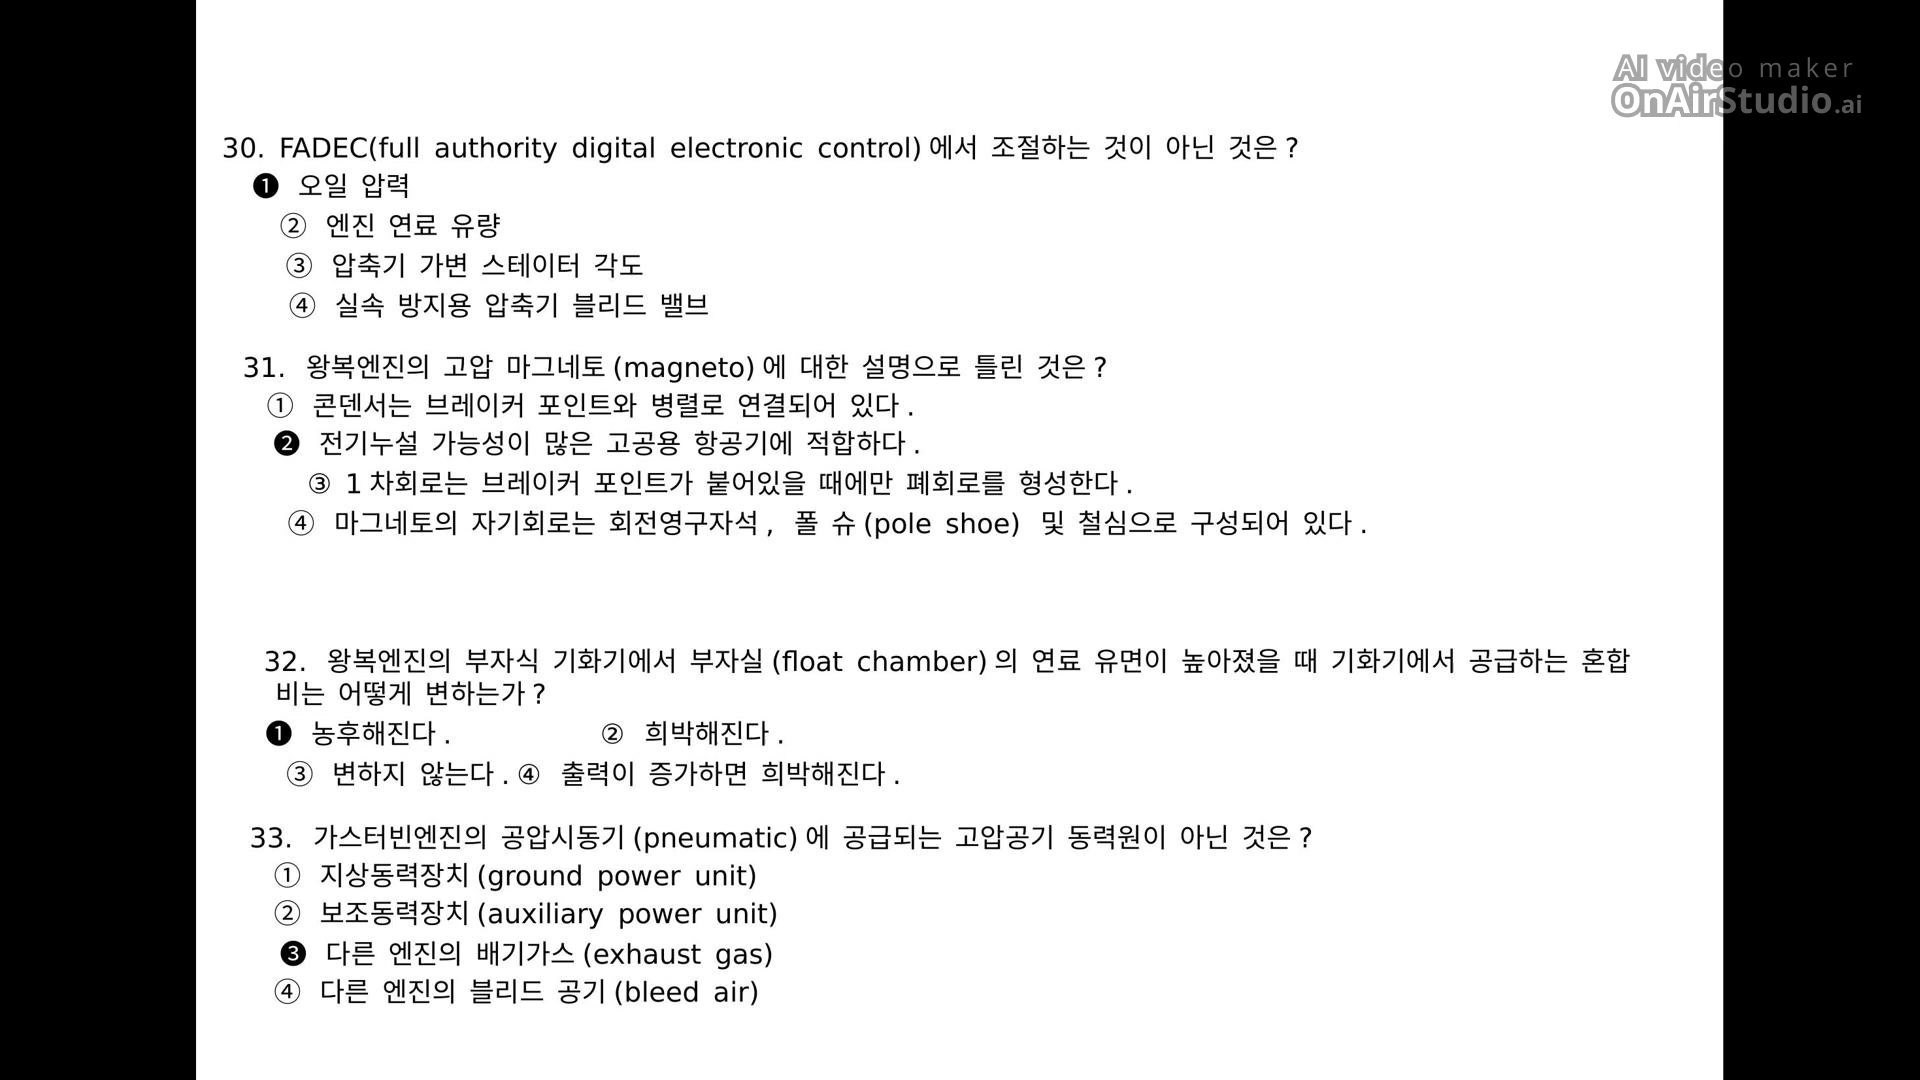 AI video maker
OnAirStudio.ai
30. FADEC(full authority digital electronic control)에서 조절하는 것이 아닌 것은?
❶ 오일 압력
② 엔진 연료 유량
③ 압축기 가변 스테이터 각도
④ 실속 방지용 압축기 블리드 밸브
31. 왕복엔진의 고압 마그네토(magneto)에 대한 설명으로 틀린 것은?
① 콘덴서는 브레이커 포인트와 병렬로 연결되어 있다.
❷ 전기누설 가능성이 많은 고공용 항공기에 적합하다.
③ 1차회로는 브레이커 포인트가 붙어있을 때에만 폐회로를 형성한다.
④ 마그네토의 자기회로는 회전영구자석, 폴 슈(pole shoe) 및 철심으로 구성되어 있다.
32. 왕복엔진의 부자식 기화기에서 부자실(float chamber)의 연료 유면이 높아졌을 때 기화기에서 공급하는 혼합
비는 어떻게 변하는가?
❶ 농후해진다. ② 희박해진다.
③ 변하지 않는다. ④ 출력이 증가하면 희박해진다.
33. 가스터빈엔진의 공압시동기(pneumatic)에 공급되는 고압공기 동력원이 아닌 것은?
① 지상동력장치(ground power unit)
② 보조동력장치(auxiliary power unit)
❸ 다른 엔진의 배기가스(exhaust gas)
④ 다른 엔진의 블리드 공기(bleed air)